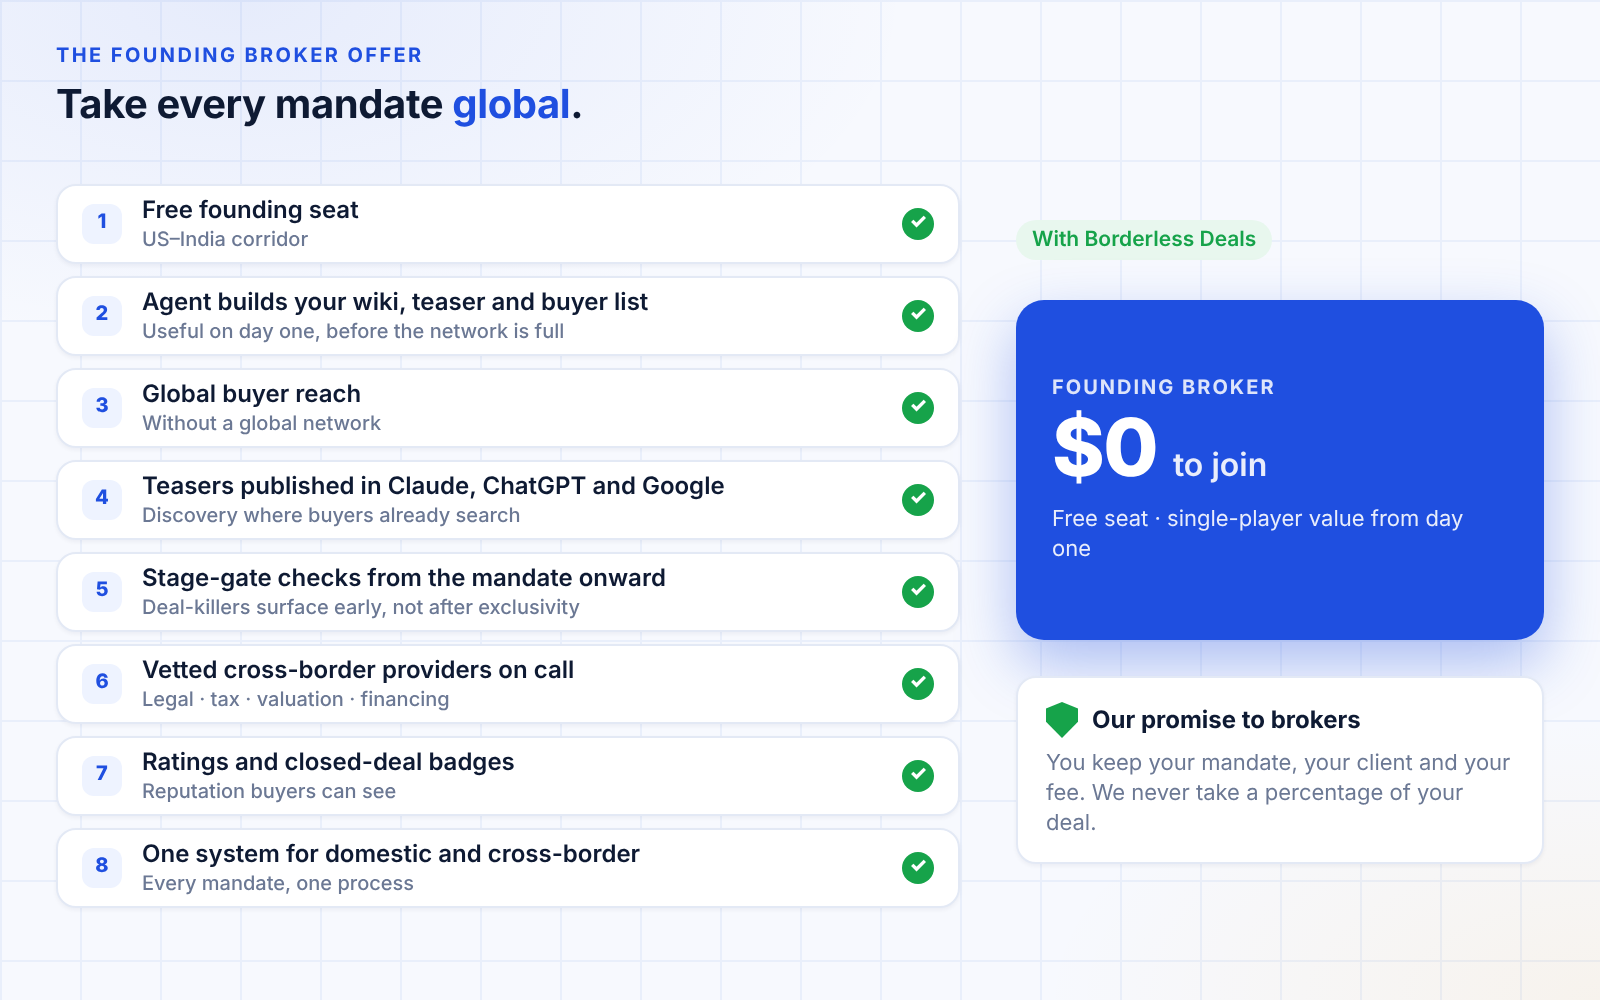 THE FOUNDING BROKER OFFER
Take every mandate global.
1
Free founding seat
US–India corridor
2
Agent builds your wiki, teaser and buyer list
Useful on day one, before the network is full
3
Global buyer reach
Without a global network
4
Teasers published in Claude, ChatGPT and Google
Discovery where buyers already search
5
Stage-gate checks from the mandate onward
Deal-killers surface early, not after exclusivity
6
Vetted cross-border providers on call
Legal · tax · valuation · financing
7
Ratings and closed-deal badges
Reputation buyers can see
8
One system for domestic and cross-border
Every mandate, one process
With Borderless Deals
FOUNDING BROKER
$0 to join
Free seat · single-player value from day
one
Our promise to brokers
You keep your mandate, your client and your
fee. We never take a percentage of your
deal.